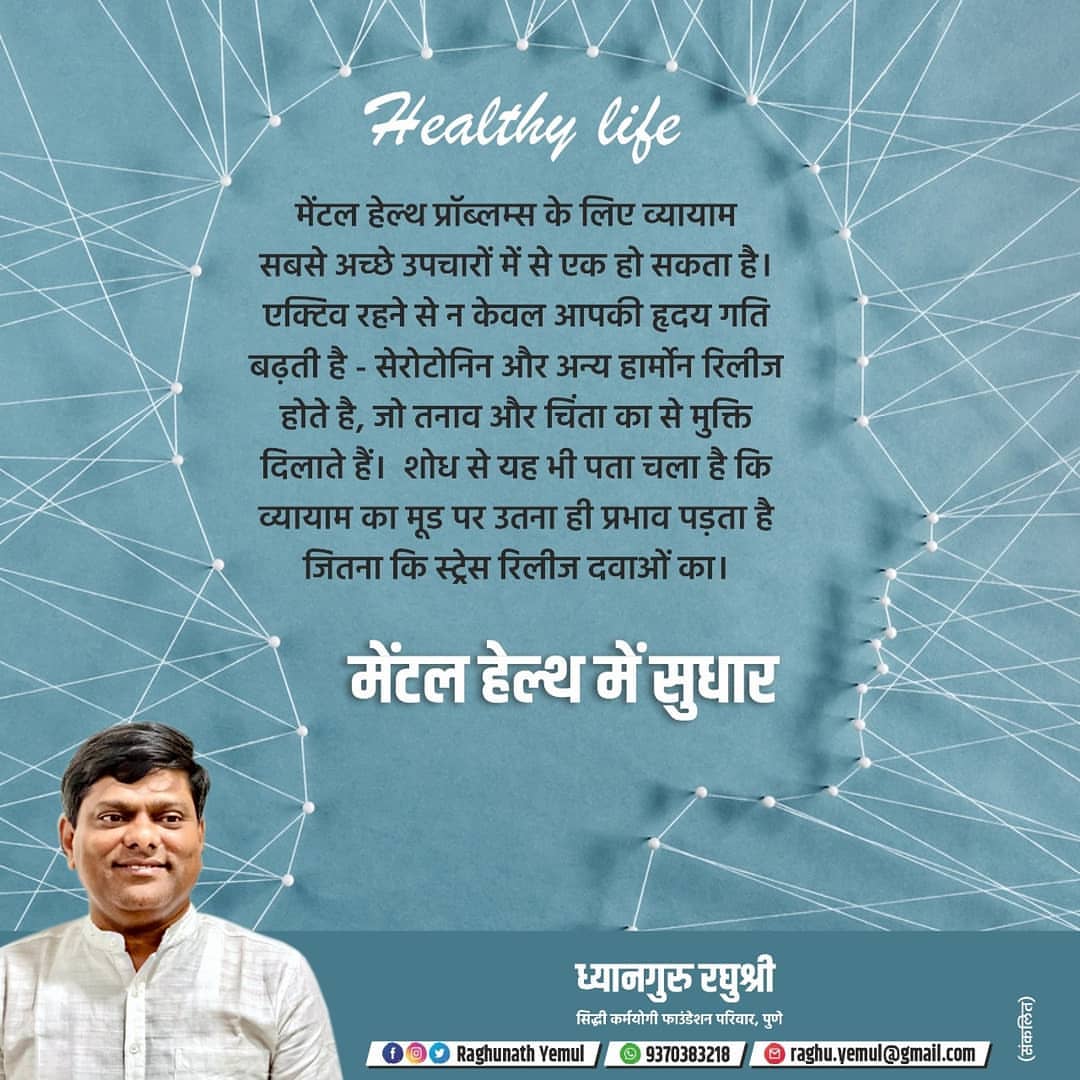 Healthy life
मेंटल हेल्थ प्रॉब्लम्स के लिए व्यायाम
सबसे अच्छे उपचारों में से एक हो सकता है।
एक्टिव रहने से न केवल आपकी हृदय गति
बढ़ती है - सेरोटोनिन और अन्य हार्मोन रिलीज
होते है, जो तनाव और चिंता का से मुक्ति
दिलाते हैं। शोध से यह भी पता चला है कि
व्यायाम का मूड पर उतना ही प्रभाव पड़ता है
जितना कि स्ट्रेस रिलीज दवाओं का।
मेंटल हेल्थ में सुधार
ध्यानगुरु रघुश्री
सिद्धी कर्मयोगी फाउंडेशन परिवार, पुणे
Raghunath Yemul
9370383218
raghu.yemul@gmail.com
(संकलित)